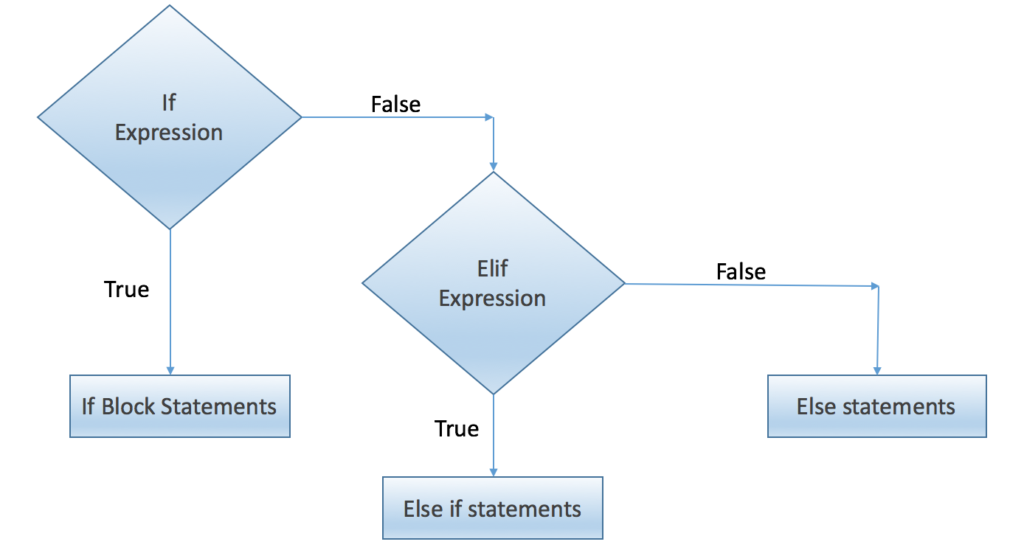 If
Expression
False
True
Elif
Expression
False
If Block Statements
True
Else statements
Else if statements